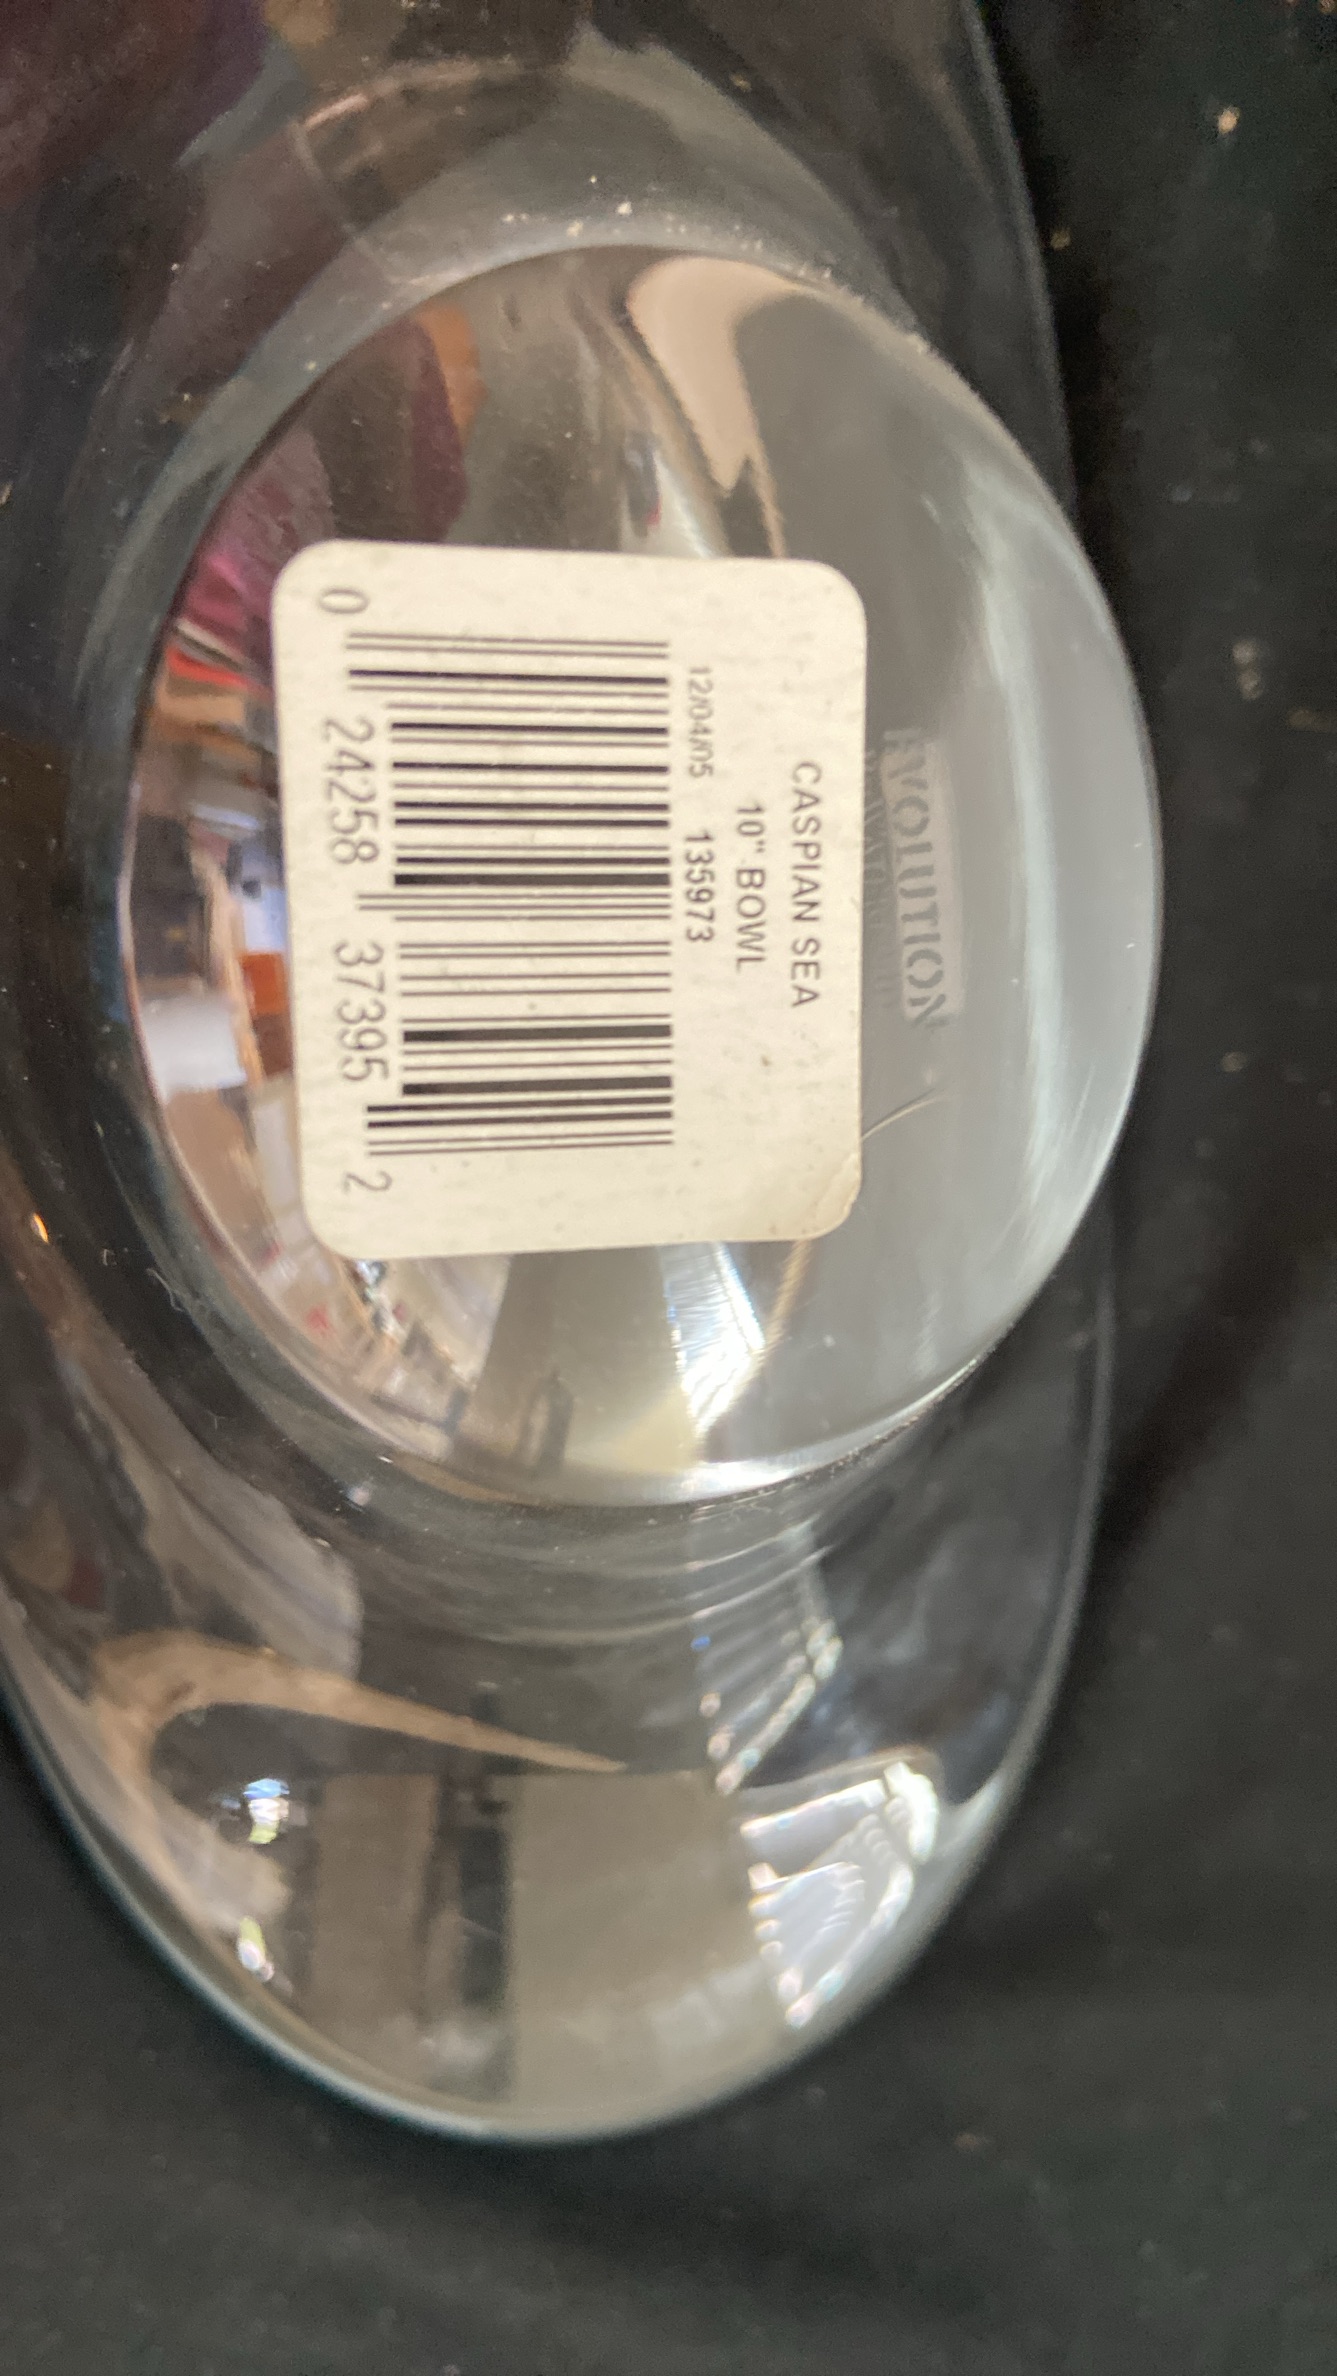 EVOLUTION
CASPIAN SEA
10" BOWL
12/04/05 135973
0 24258 37395 2